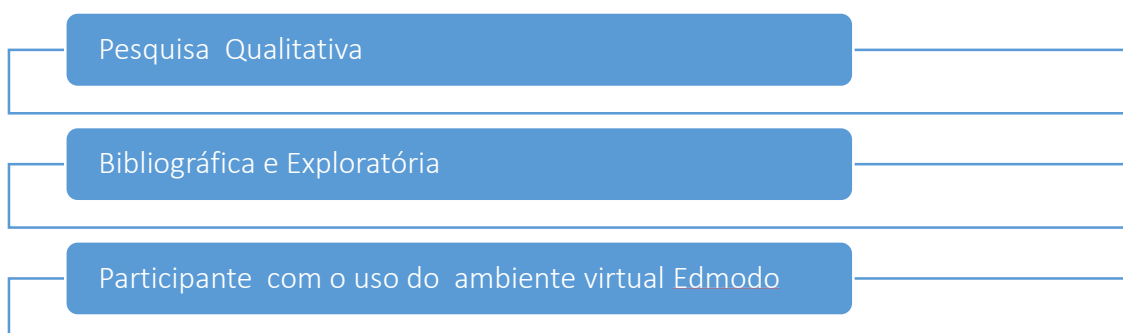 Pesquisa Qualitativa
Bibliográfica e Exploratória
Participante com o uso do ambiente virtual Edmodo